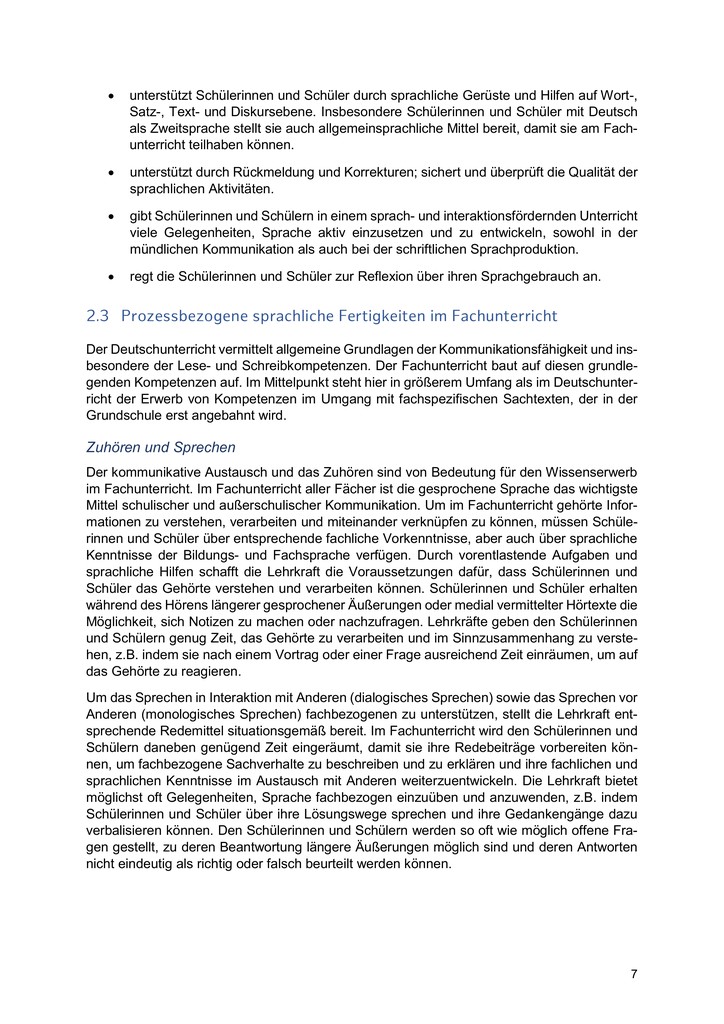 • unterstützt Schülerinnen und Schüler durch sprachliche Gerüste und Hilfen auf Wort-,
Satz-, Text- und Diskursebene. Insbesondere Schülerinnen und Schüler mit Deutsch
als Zweitsprache stellt sie auch allgemeinsprachliche Mittel bereit, damit sie am Fach-
unterricht teilhaben können.
• unterstützt durch Rückmeldung und Korrekturen; sichert und überprüft die Qualität der
sprachlichen Aktivitäten.
• gibt Schülerinnen und Schülern in einem sprach- und interaktionsfördernden Unterricht
viele Gelegenheiten, Sprache aktiv einzusetzen und zu entwickeln, sowohl in der
mündlichen Kommunikation als auch bei der schriftlichen Sprachproduktion.
• regt die Schülerinnen und Schüler zur Reflexion über ihren Sprachgebrauch an.
2.3 Prozessbezogene sprachliche Fertigkeiten im Fachunterricht
Der Deutschunterricht vermittelt allgemeine Grundlagen der Kommunikationsfähigkeit und ins-
besondere der Lese- und Schreibkompetenzen. Der Fachunterricht baut auf diesen grundle-
genden Kompetenzen auf. Im Mittelpunkt steht hier in größerem Umfang als im Deutschunter-
richt der Erwerb von Kompetenzen im Umgang mit fachspezifischen Sachtexten, der in der
Grundschule erst angebahnt wird.
Zuhören und Sprechen
Der kommunikative Austausch und das Zuhören sind von Bedeutung für den Wissenserwerb
im Fachunterricht. Im Fachunterricht aller Fächer ist die gesprochene Sprache das wichtigste
Mittel schulischer und außerschulischer Kommunikation. Um im Fachunterricht gehörte Infor-
mationen zu verstehen, verarbeiten und miteinander verknüpfen zu können, müssen Schüle-
rinnen und Schüler über entsprechende fachliche Vorkenntnisse, aber auch über sprachliche
Kenntnisse der Bildungs- und Fachsprache verfügen. Durch vorentlastende Aufgaben und
sprachliche Hilfen schafft die Lehrkraft die Voraussetzungen dafür, dass Schülerinnen und
Schüler das Gehörte verstehen und verarbeiten können. Schülerinnen und Schüler erhalten
während des Hörens längerer gesprochener Äußerungen oder medial vermittelter Hörtexte die
Möglichkeit, sich Notizen zu machen oder nachzufragen. Lehrkräfte geben den Schülerinnen
und Schülern genug Zeit, das Gehörte zu verarbeiten und im Sinnzusammenhang zu verste-
hen, z.B. indem sie nach einem Vortrag oder einer Frage ausreichend Zeit einräumen, um auf
das Gehörte zu reagieren.
Um das Sprechen in Interaktion mit Anderen (dialogisches Sprechen) sowie das Sprechen vor
Anderen (monologisches Sprechen) fachbezogenen zu unterstützen, stellt die Lehrkraft ent-
sprechende Redemittel situationsgemäß bereit. Im Fachunterricht wird den Schülerinnen und
Schülern daneben genügend Zeit eingeräumt, damit sie ihre Redebeiträge vorbereiten kön-
nen, um fachbezogene Sachverhalte zu beschreiben und zu erklären und ihre fachlichen und
sprachlichen Kenntnisse im Austausch mit Anderen weiterzuentwickeln. Die Lehrkraft bietet
möglichst oft Gelegenheiten, Sprache fachbezogen einzuüben und anzuwenden, z.B. indem
Schülerinnen und Schüler über ihre Lösungswege sprechen und ihre Gedankengänge dazu
verbalisieren können. Den Schülerinnen und Schülern werden so oft wie möglich offene Fra-
gen gestellt, zu deren Beantwortung längere Äußerungen möglich sind und deren Antworten
nicht eindeutig als richtig oder falsch beurteilt werden können.
7